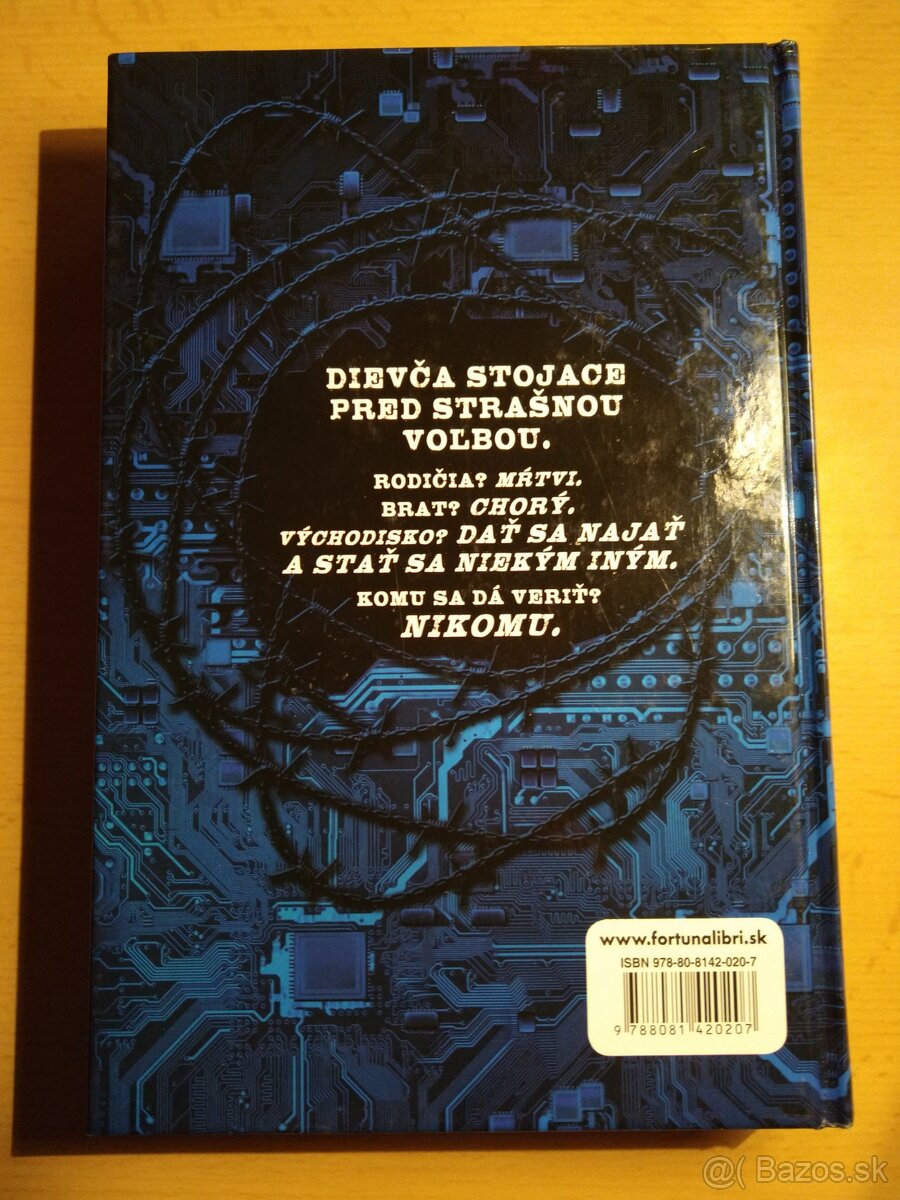 DIEVČA STOJACE
PRED STRAŠNOU
VOĽBOU.
RODIČIA? MŔTVI.
BRAT? CHORÝ.
VÝCHODISKO? DAŤ SA NAJAŤ
A STAŤ SA NIEKÝM INÝM.
KOMU SA DÁ VERIŤ?
NIKOMU.
www.fortunalibri.sk
ISBN 978-80-8142-020-7
9 788081 420207
@( Bazos.sk